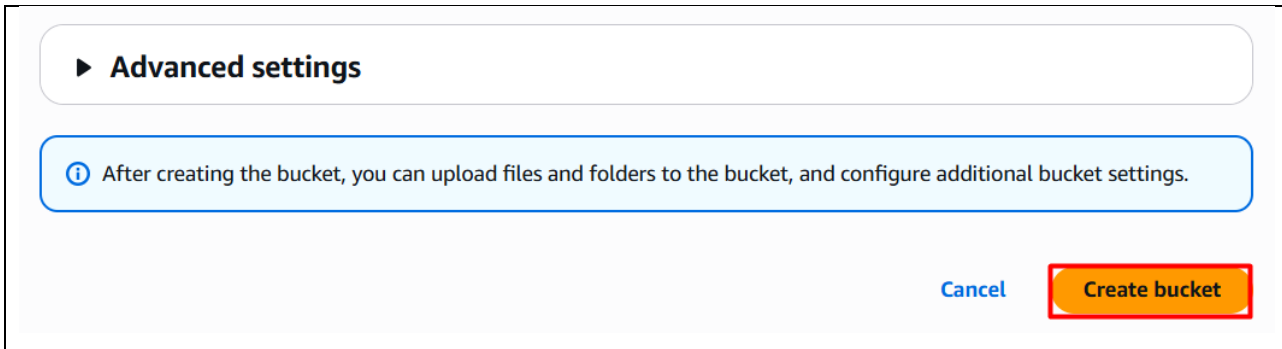 Advanced settings
After creating the bucket, you can upload files and folders to the bucket, and configure additional bucket settings.
Cancel Create bucket